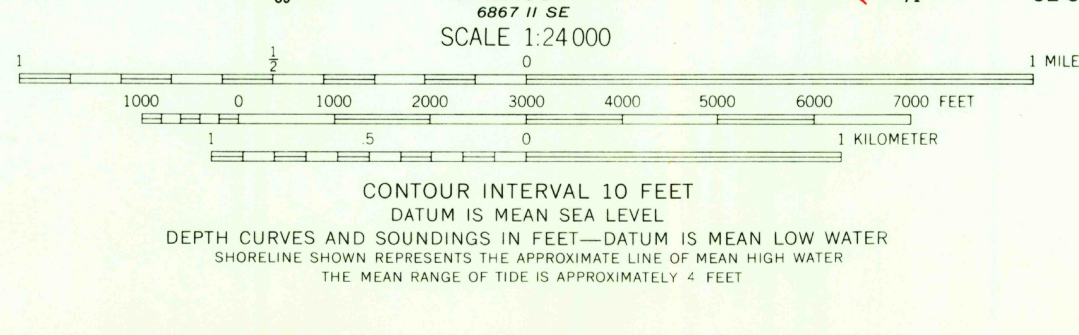 6867 II SE
SCALE 1:24 000
1 1/2 0 1 MILE
1000 0 1000 2000 3000 4000 5000 6000 7000 FEET
1 .5 0 1 KILOMETER
CONTOUR INTERVAL 10 FEET
DATUM IS MEAN SEA LEVEL
DEPTH CURVES AND SOUNDINGS IN FEET—DATUM IS MEAN LOW WATER
SHORELINE SHOWN REPRESENTS THE APPROXIMATE LINE OF MEAN HIGH WATER
THE MEAN RANGE OF TIDE IS APPROXIMATELY 4 FEET